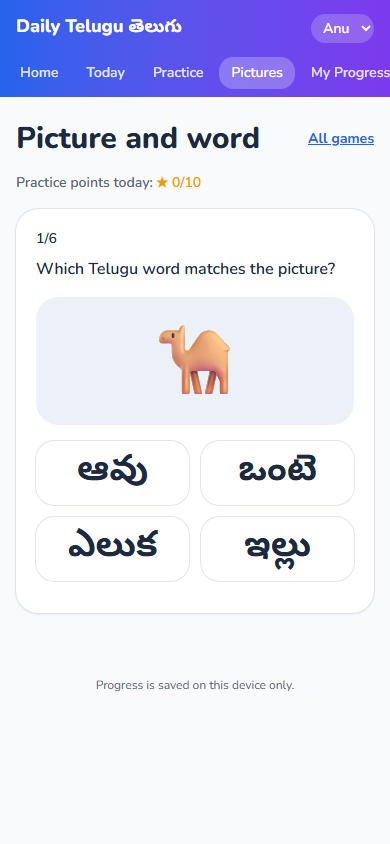 Daily Telugu తెలుగు
Anu
Home Today Practice Pictures My Progress
Picture and word
All games
Practice points today: ★ 0/10
1/6
Which Telugu word matches the picture?
ఆవు ఒంటె
ఎలుక ఇల్లు
Progress is saved on this device only.